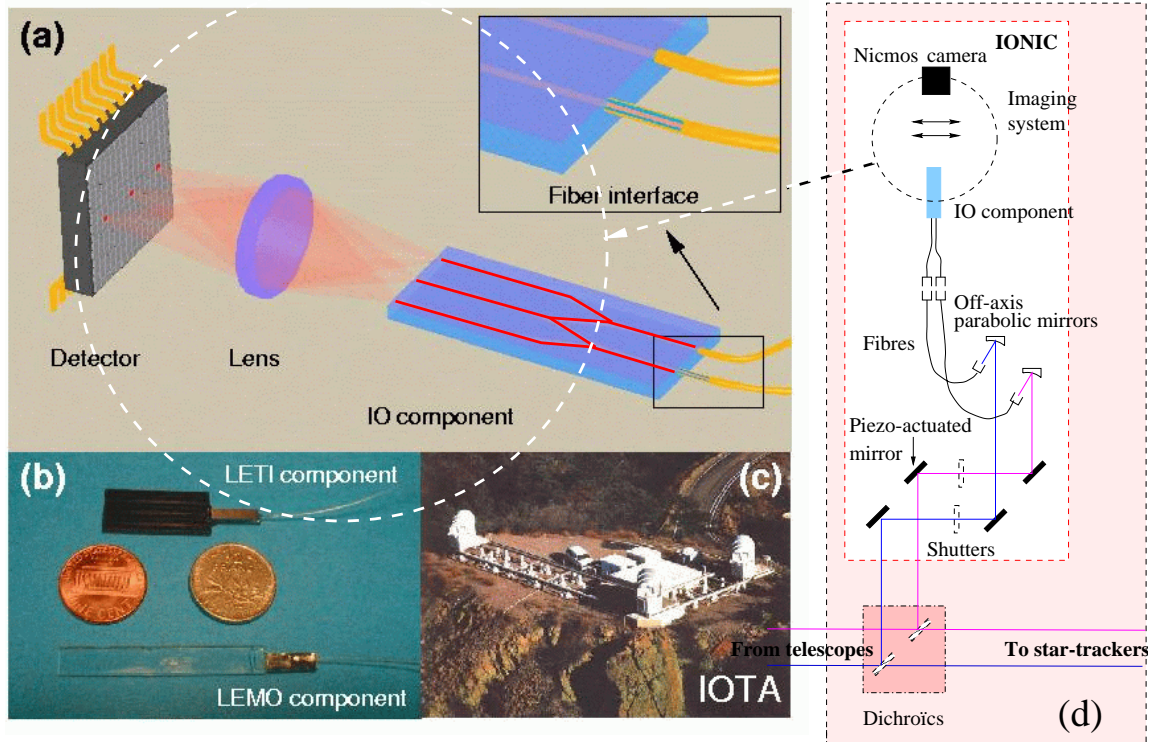 (a)
Fiber interface
Detector
Lens
IO component
(b)
LETI component
LEMO component
(c)
IOTA
IONIC
Nicmos camera
Imaging
system
IO component
Off-axis
parabolic mirrors
Fibres
Piezo-actuated
mirror
Shutters
From telescopes
To star-trackers
Dichroïcs
(d)